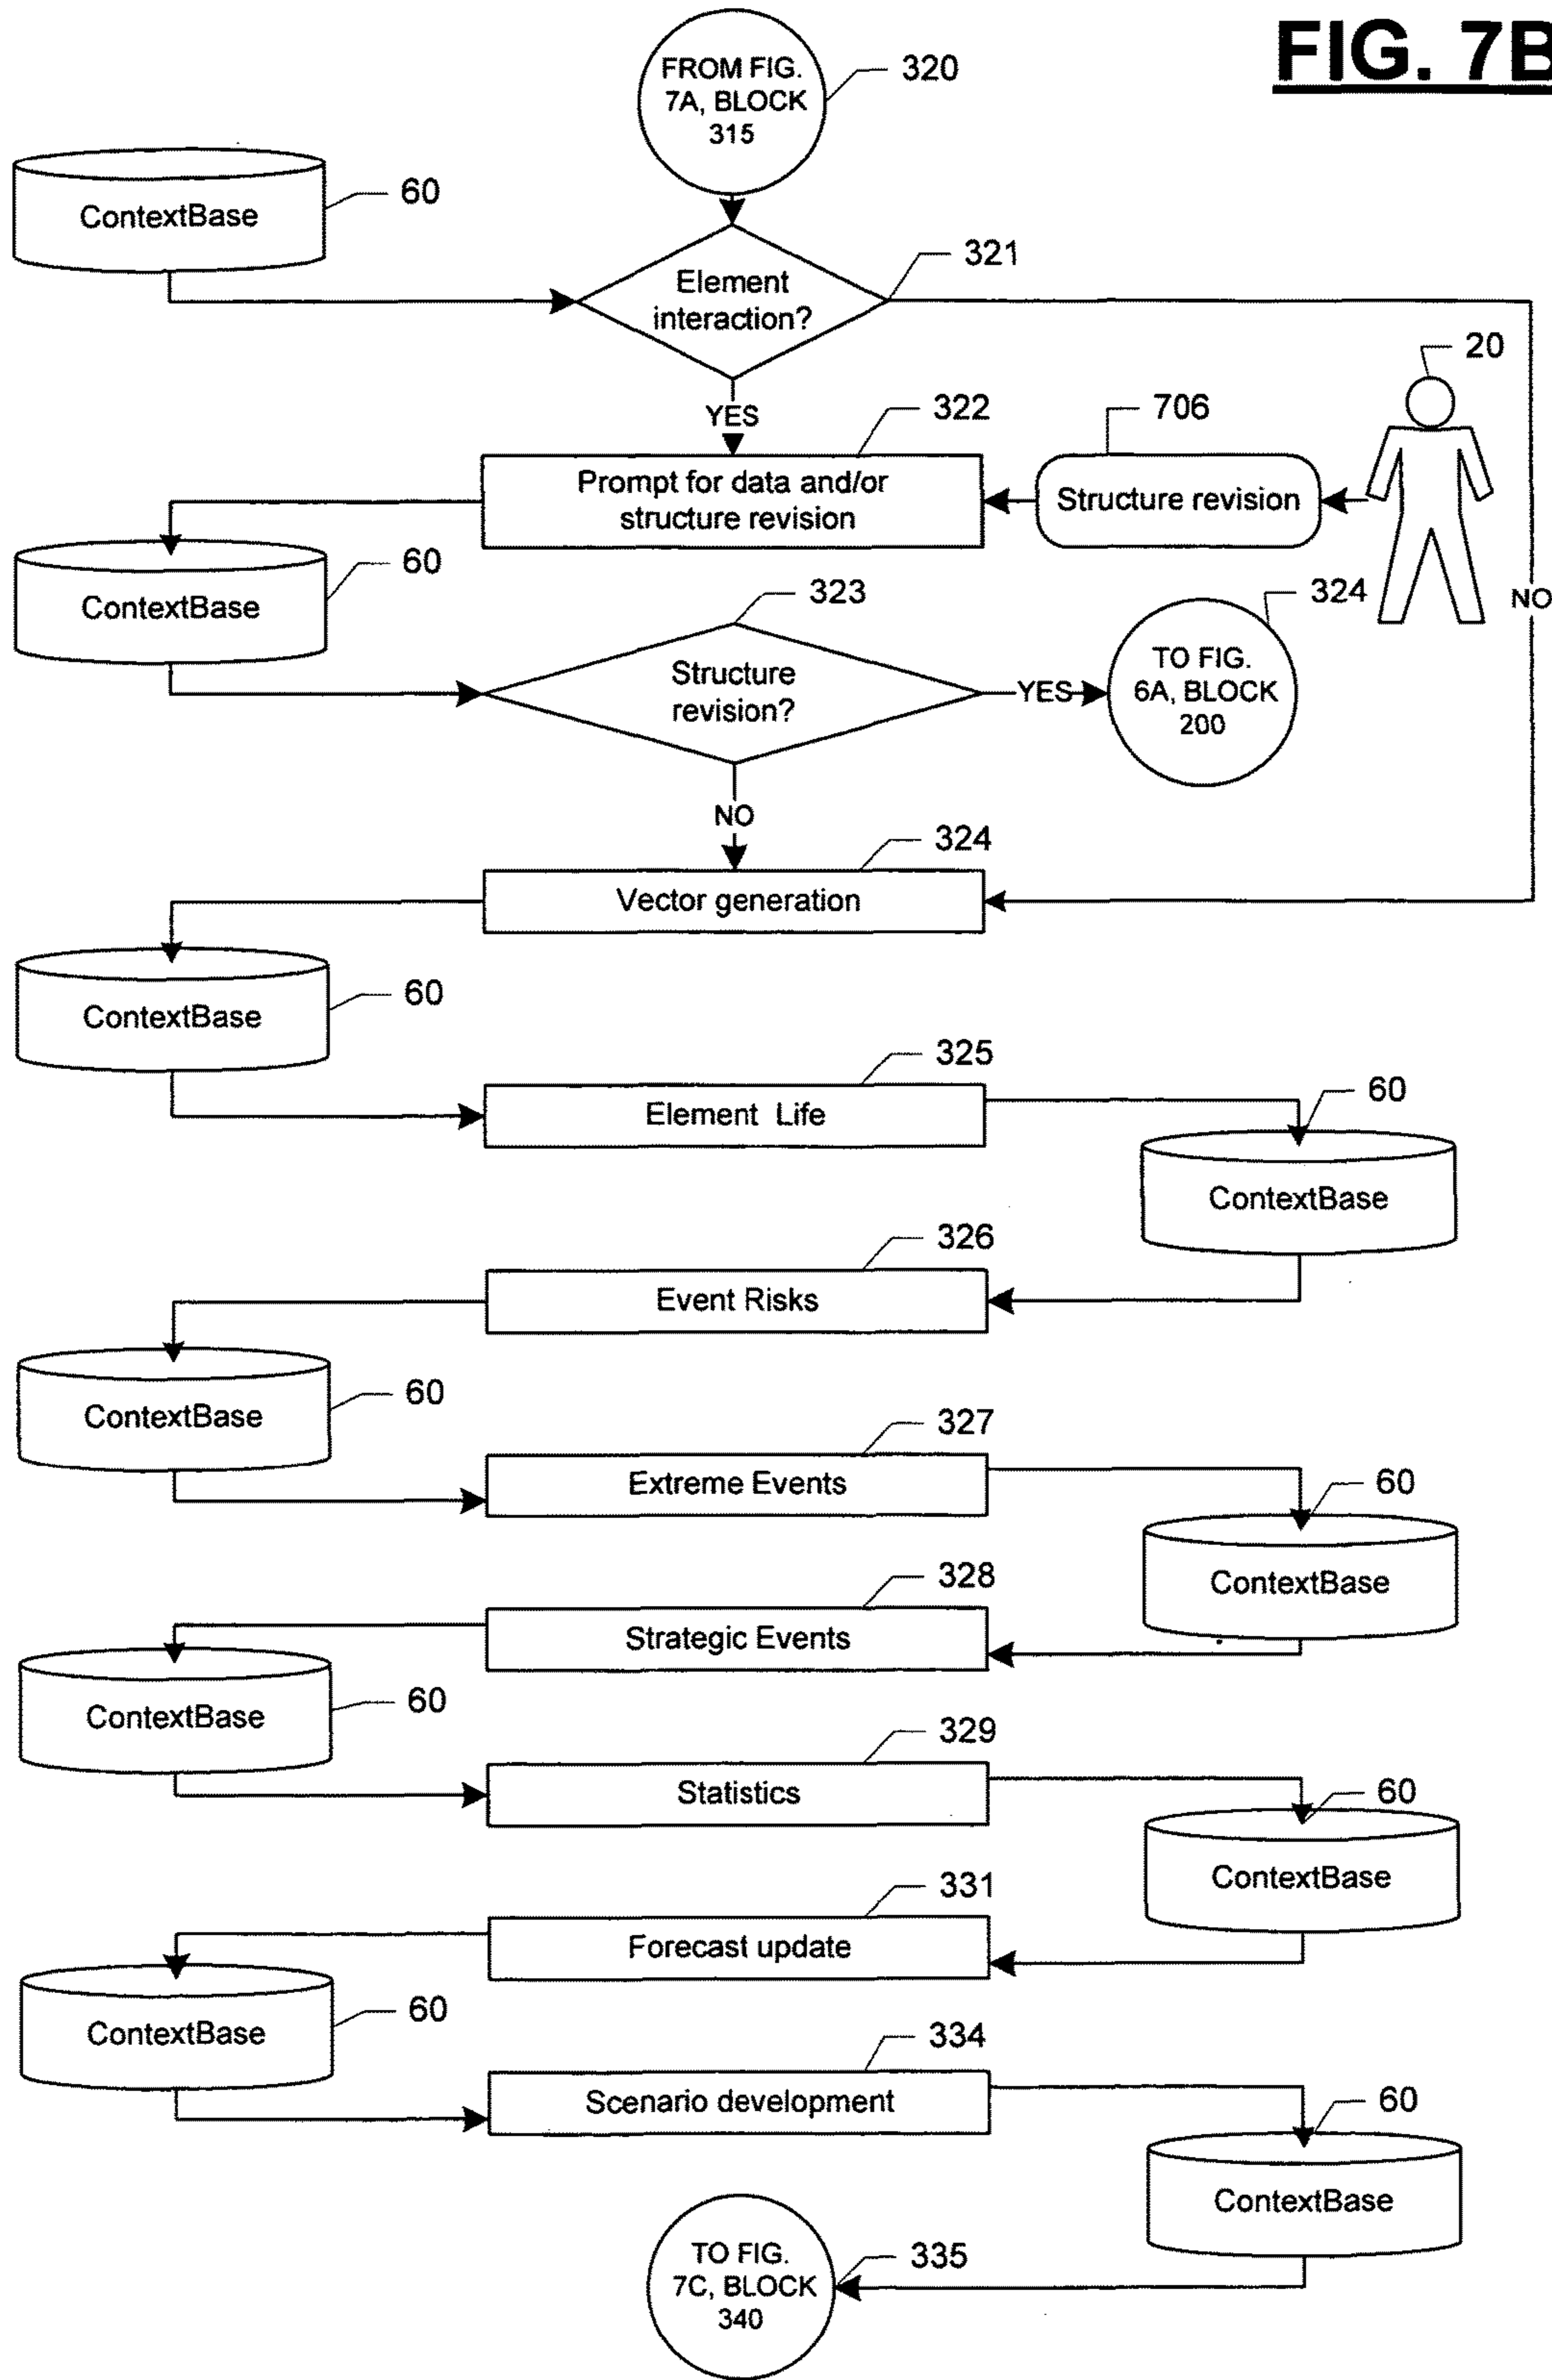 FIG. 7B
FROM FIG.
7A, BLOCK
315
320
ContextBase
60
Element
interaction?
321
20
YES
322
706
Prompt for data and/or
structure revision
Structure revision
ContextBase
60
323
324
NO
Structure
revision?
YES
TO FIG.
6A, BLOCK
200
NO
324
Vector generation
ContextBase
60
325
Element Life
60
ContextBase
326
Event Risks
ContextBase
60
327
Extreme Events
60
ContextBase
328
Strategic Events
ContextBase
60
329
Statistics
60
ContextBase
331
Forecast update
ContextBase
60
334
Scenario development
60
ContextBase
TO FIG.
7C, BLOCK
340
335